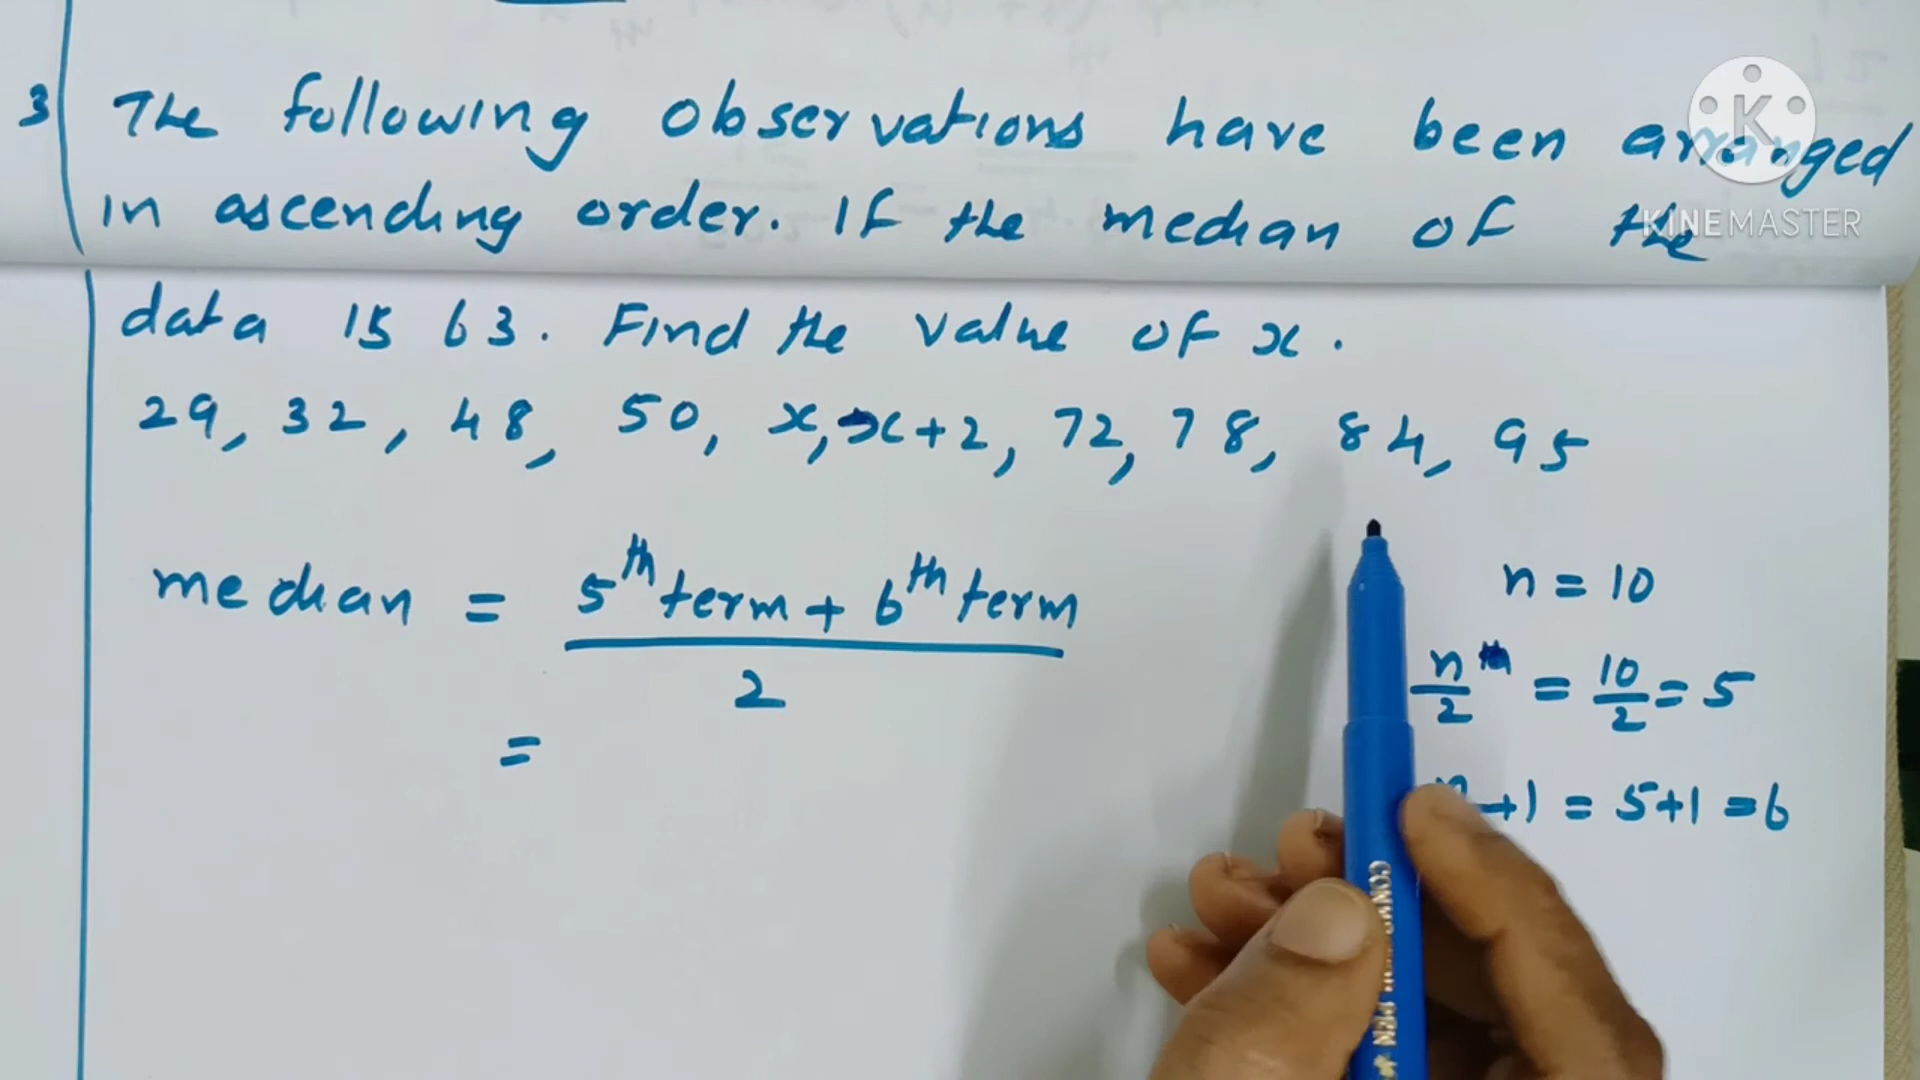 3 The following observations have been arranged
in ascending order. If the median of the
data is 63. Find the value of x.
29, 32, 48, 50, x, x+2, 72, 78, 84, 95
median = 5th term + 6th term / 2
=
n = 10
n/2 th = 10/2 = 5
+1 = 5+1 = 6
K
KINEMASTER